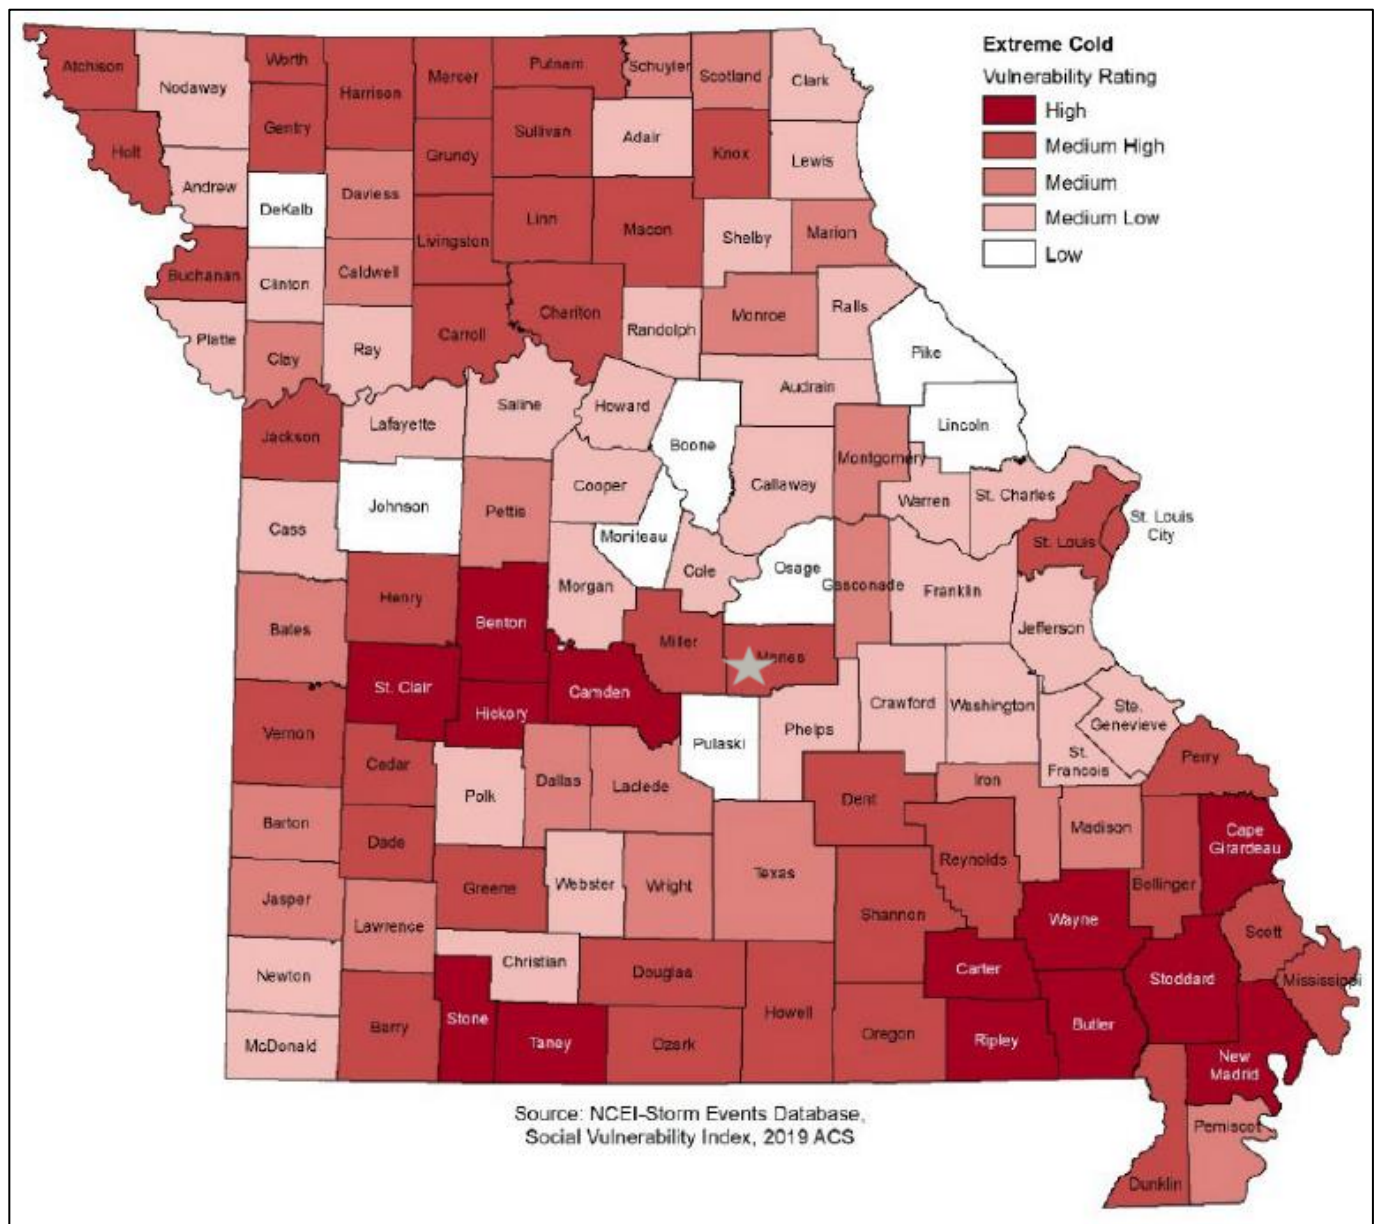 Extreme Cold
Vulnerability Rating
High
Medium High
Medium
Medium Low
Low
Atchison
Nodaway
Worth
Harrison
Mercer
Putnam
Schuyler
Scotland
Clark
Gentry
Sullivan
Adair
Knox
Lewis
Holt
Andrew
DeKalb
Daviess
Grundy
Linn
Macon
Shelby
Marion
Buchanan
Clinton
Caldwell
Livingston
Chariton
Randolph
Monroe
Ralls
Pike
Platte
Clay
Ray
Carroll
Audrain
Jackson
Lafayette
Saline
Howard
Boone
Lincoln
Montgomery
Johnson
Pettis
Cooper
Callaway
Warren
St. Charles
Cass
Moniteau
St. Louis
St. Louis
City
Osage
Cole
Gasconade
Franklin
Morgan
Henry
Benton
Bates
Miller
Maries
Jefferson
St. Clair
Camden
Hickory
Crawford
Washington
Ste.
Genevieve
Vernon
Cedar
Pulaski
Phelps
St.
Francois
Perry
Polk
Dallas
Laclede
Dent
Iron
Barton
Dade
Madison
Cape
Girardeau
Reynolds
Jasper
Greene
Webster
Wright
Texas
Bollinger
Lawrence
Shannon
Wayne
Scott
Newton
Christian
Douglas
Carter
Stoddard
Mississippi
McDonald
Barry
Stone
Taney
Ozark
Howell
Oregon
Ripley
Butler
New
Madrid
Pemiscot
Dunklin
Source: NCEI-Storm Events Database,
Social Vulnerability Index, 2019 ACS